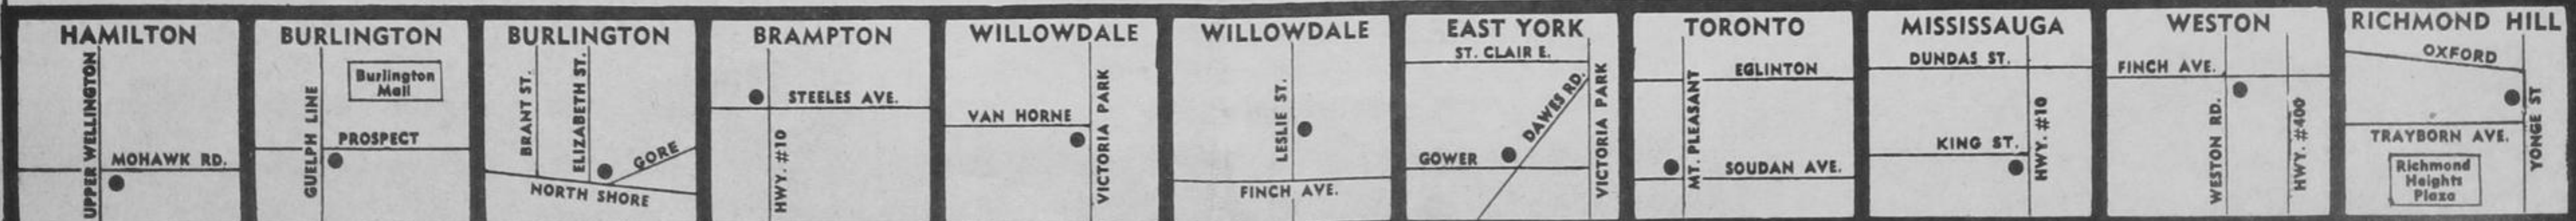 HAMILTON
UPPER WELLINGTON
MOHAWK RD.
BURLINGTON
Burlington
Mall
GUELPH LINE
PROSPECT
BURLINGTON
BRANT ST.
ELIZABETH ST.
GORE
NORTH SHORE
BRAMPTON
STEELES AVE.
HWY. #10
WILLOWDALE
VAN HORNE
VICTORIA PARK
WILLOWDALE
LESLIE ST.
FINCH AVE.
EAST YORK
ST. CLAIR E.
DAWES RD.
VICTORIA PARK
GOWER
TORONTO
EGLINTON
MT. PLEASANT
SOUDAN AVE.
MISSISSAUGA
DUNDAS ST.
HWY. #10
KING ST.
WESTON
FINCH AVE.
WESTON RD.
HWY. #400
RICHMOND HILL
OXFORD
YONGE ST
TRAYBORN AVE.
Richmond
Heights
Plaza